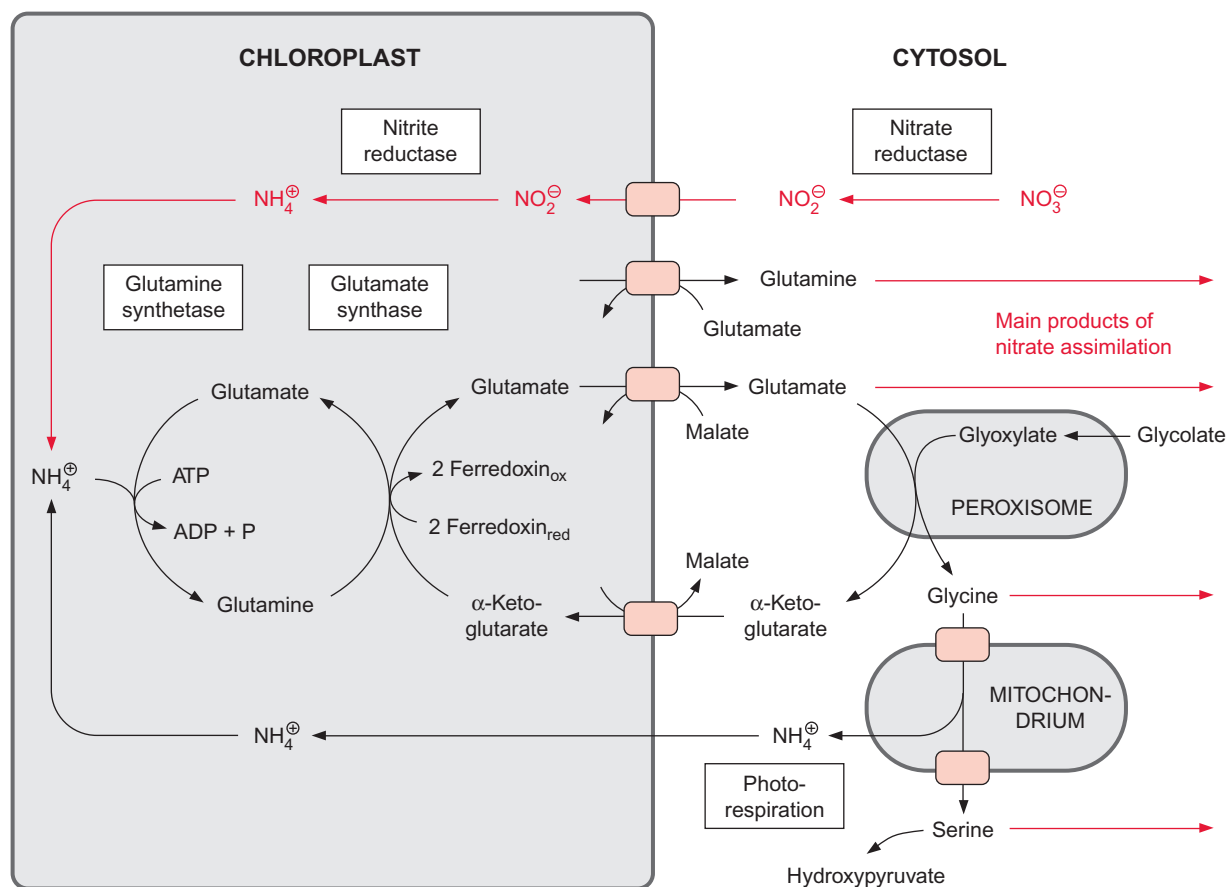 CHLOROPLAST
CYTOSOL
Nitrite
reductase
Nitrate
reductase
NH₄⊕
NO₂⊖
NO₂⊖
NO₃⊖
Glutamine
synthetase
Glutamate
synthase
Glutamine
Glutamate
Main products of
nitrate assimilation
Glutamate
Glutamate
Glutamate
Malate
Glyoxylate
Glycolate
PEROXISOME
NH₄⊕
ATP
ADP + P
2 Ferredoxinox
2 Ferredoxinred
Glutamine
α-Keto-
glutarate
Malate
α-Keto-
glutarate
Glycine
MITOCHON-
DRIUM
NH₄⊕
NH₄⊕
Photo-
respiration
Serine
Hydroxypyruvate